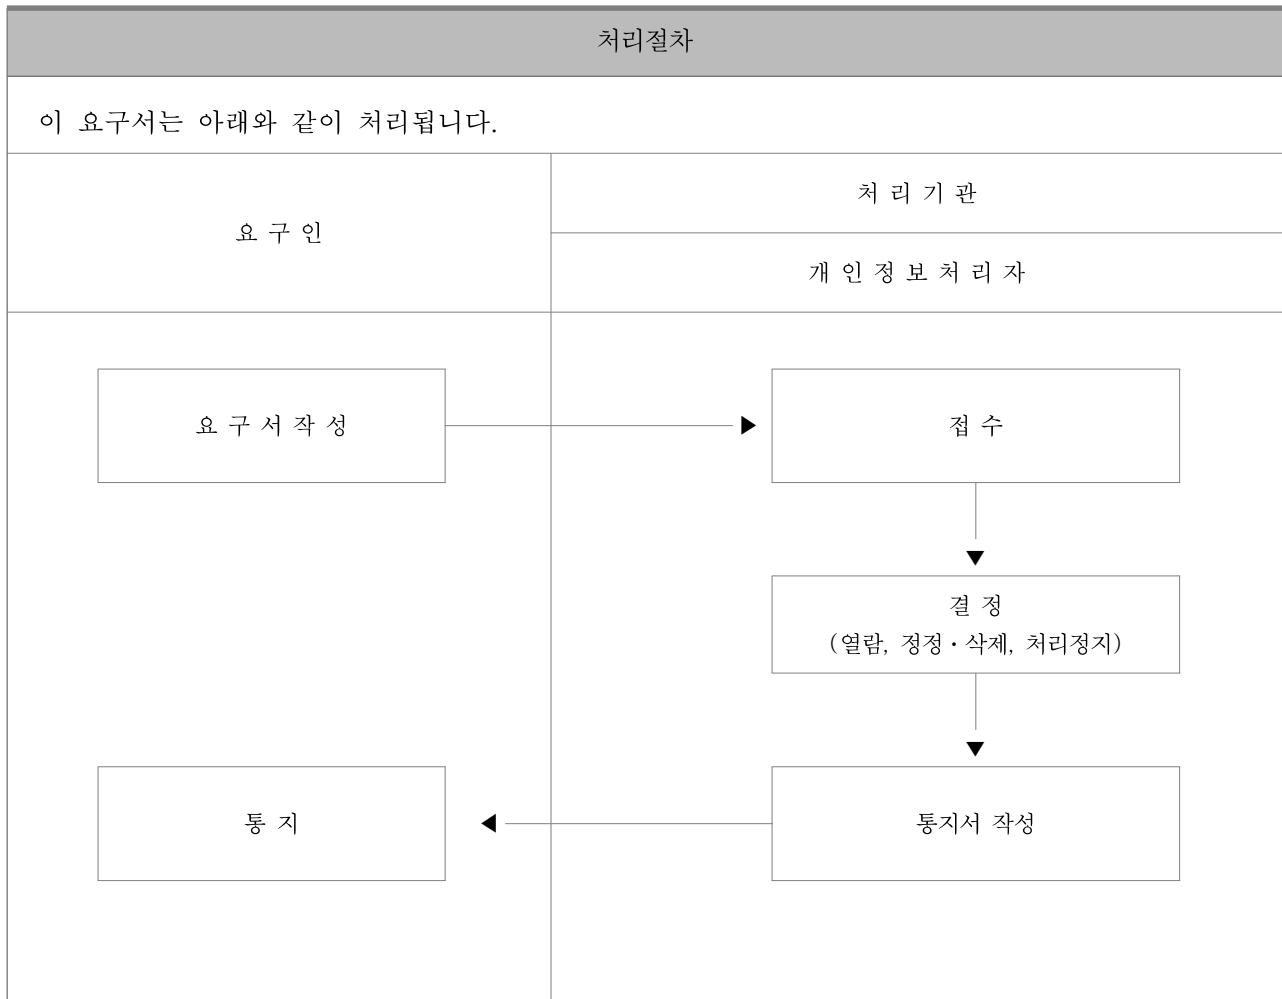 처리절차
이 요구서는 아래와 같이 처리됩니다.
요 구 인
처 리 기 관
개 인 정 보 처 리 자
요 구 서 작 성
접 수
결 정
(열람, 정정·삭제, 처리정지)
통 지
통지서 작성